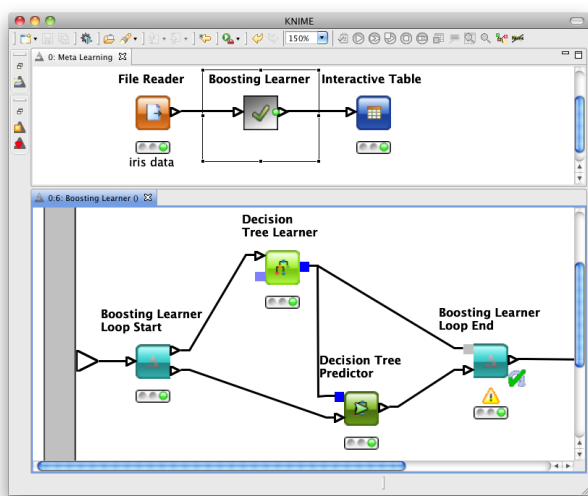 KNIME
150%
0: Meta Learning
File Reader
Boosting Learner
Interactive Table
iris data
0:6: Boosting Learner ()
Decision
Tree Learner
Boosting Learner
Loop Start
Boosting Learner
Loop End
Decision Tree
Predictor